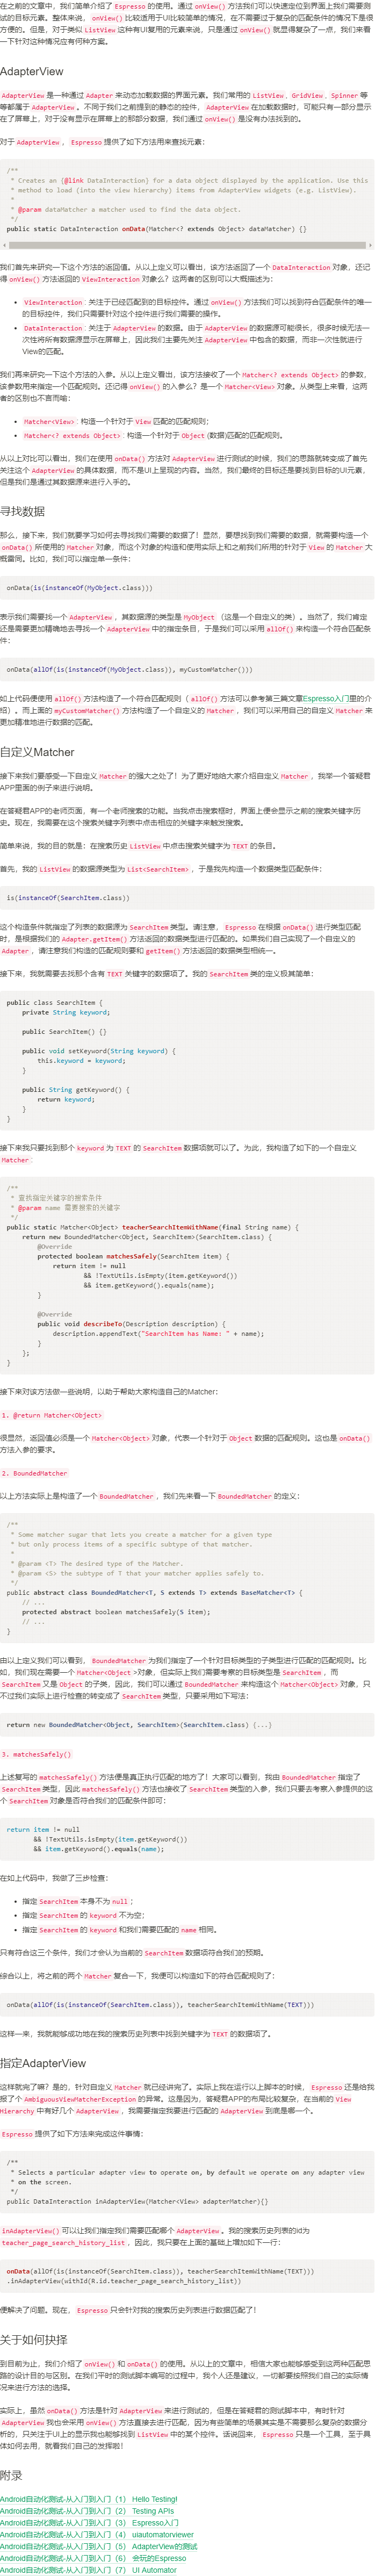 在之前的文章中，我们简单介绍了 Espresso 的使用。通过 onView() 方法我们可以快速定位到界面上我们需要测
试的目标元素。整体来说， onView() 比较适用于UI比较简单的情况，在不需要过于复杂的匹配条件的情况下是很
方便的。但是，对于类似 ListView 这种有UI复用的元素来说，只是通过 onView() 就显得复杂了一点，我们来看
一下针对这种情况应有何种方案。
AdapterView
AdapterView 是一种通过 Adapter 来动态加载数据的界面元素。我们常用的 ListView , GridView , Spinner 等
等都属于 AdapterView 。不同于我们之前提到的静态的控件， AdapterView 在加载数据时，可能只有一部分显示
在了屏幕上，对于没有显示在屏幕上的那部分数据，我们通过 onView() 是没有办法找到的。
对于 AdapterView ， Espresso 提供了如下方法用来查找元素:
/**
* Creates an {@link DataInteraction} for a data object displayed by the application. Use this
* method to load (into the view hierarchy) items from AdapterView widgets (e.g. ListView).
*
* @param dataMatcher a matcher used to find the data object.
*/
public static DataInteraction onData(Matcher<? extends Object> dataMatcher) {}
我们首先来研究一下这个方法的返回值。从以上定义可以看出，该方法返回了一个 DataInteraction 对象，还记
得 onView() 方法返回的 ViewInteraction 对象么？这两者的区别可以大概描述为：
ViewInteraction : 关注于已经匹配到的目标控件。通过 onView() 方法我们可以找到符合匹配条件的唯一
的目标控件，我们只需要针对这个控件进行我们需要的操作。
DataInteraction : 关注于 AdapterView 的数据。由于 AdapterView 的数据源可能很长，很多时候无法一
次性将所有数据源显示在屏幕上，因此我们主要先关注 AdapterView 中包含的数据，而非一次性就进行
View的匹配。
我们再来研究一下这个方法的入参。从以上定义看出，该方法接收了一个 Matcher<? extends Object> 的参数，
该参数用来指定一个匹配规则。还记得 onView() 的入参么？是一个 Matcher<View> 对象。从类型上来看，这两
者的区别也不言而喻：
Matcher<View> : 构造一个针对于 View 匹配的匹配规则；
Matcher<? extends Object> : 构造一个针对于 Object (数据)匹配的匹配规则。
从以上对比可以看出，我们在使用 onData() 方法对 AdapterView 进行测试的时候，我们的思路就转变成了首先
关注这个 AdapterView 的具体数据，而不是UI上呈现的内容。当然，我们最终的目标还是要找到目标的UI元素，
但是我们是通过其数据源来进行入手的。
寻找数据
那么，接下来，我们就要学习如何去寻找我们需要的数据了！显然，要想找到我们需要的数据，就需要构造一个
onData() 所使用的 Matcher 对象，而这个对象的构造和使用实际上和之前我们所用的针对于 View 的 Matcher 大
概雷同。比如，我们可以指定单一条件：
onData(is(instanceOf(MyObject.class)))
表示我们需要找一个 AdapterView ，其数据源的类型是 MyObject （这是一个自定义的类）。当然了，我们肯定
还是需要更加精确地去寻找一个 AdapterView 中的指定条目，于是我们可以采用 allOf() 来构造一个符合匹配条
件：
onData(allOf(is(instanceOf(MyObject.class)), myCustomMatcher()))
如上代码便使用 allOf() 方法构造了一个符合匹配规则（ allOf() 方法可以参考第三篇文章Espresso入门里的介
绍）。而上面的 myCustomMatcher() 方法构造了一个自定义的 Matcher ，我们可以采用自己的自定义 Matcher 来
更加精准地进行数据的匹配。
自定义Matcher
接下来我们要感受一下自定义 Matcher 的强大之处了！为了更好地给大家介绍自定义 Matcher ，我举一个答疑君
APP里面的例子来进行说明。
在答疑君APP的老师页面，有一个老师搜索的功能。当我点击搜索框时，界面上便会显示之前的搜索关键字历
史。现在，我需要在这个搜索关键字列表中点击相应的关键字来触发搜索。
简单来说，我的目的就是：在搜索历史 ListView 中点击搜索关键字为 TEXT 的条目。
首先，我的 ListView 的数据源类型为 List<SearchItem> ，于是我先构造一个数据类型匹配条件：
is(instanceOf(SearchItem.class))
这个构造条件就指定了列表的数据源为 SearchItem 类型。请注意， Espresso 在根据 onData() 进行类型匹配
时，是根据我们的 Adapter.getItem() 方法返回的数据类型进行匹配的。如果我们自己实现了一个自定义的
Adapter ，请注意我们构造的匹配规则要和 getItem() 方法返回的数据类型相统一。
接下来，我就需要去找那个含有 TEXT 关键字的数据项了。我的 SearchItem 类的定义极其简单：
public class SearchItem {
private String keyword;
public SearchItem() {}
public void setKeyword(String keyword) {
this.keyword = keyword;
}
public String getKeyword() {
return keyword;
}
}
接下来我只要找到那个 keyword 为 TEXT 的 SearchItem 数据项就可以了。为此，我构造了如下的一个自定义
Matcher :
/**
* 查找指定关键字的搜索条件
* @param name 需要搜索的关键字
*/
public static Matcher<Object> teacherSearchItemWithName(final String name) {
return new BoundedMatcher<Object, SearchItem>(SearchItem.class) {
@Override
protected boolean matchesSafely(SearchItem item) {
return item != null
&& !TextUtils.isEmpty(item.getKeyword())
&& item.getKeyword().equals(name);
}
@Override
public void describeTo(Description description) {
description.appendText("SearchItem has Name: " + name);
}
};
}
接下来对该方法做一些说明，以助于帮助大家构造自己的Matcher：
1. @return Matcher<Object>
很显然，返回值必须是一个 Matcher<Object> 对象，代表一个针对于 Object 数据的匹配规则。这也是 onData()
方法入参的要求。
2. BoundedMatcher
以上方法实际上是构造了一个 BoundedMatcher ，我们先来看一下 BoundedMatcher 的定义：
/**
* Some matcher sugar that lets you create a matcher for a given type
* but only process items of a specific subtype of that matcher.
*
* @param <T> The desired type of the Matcher.
* @param <S> the subtype of T that your matcher applies safely to.
*/
public abstract class BoundedMatcher<T, S extends T> extends BaseMatcher<T> {
// ...
protected abstract boolean matchesSafely(S item);
// ...
}
由以上定义我们可以看到， BoundedMatcher 为我们指定了一个针对目标类型的子类型进行匹配的匹配规则。比
如，我们现在需要一个 Matcher<Object >对象，但实际上我们需要考察的目标类型是 SearchItem ，而
SearchItem 又是 Object 的子类，因此，我们可以通过 BoundedMatcher 来构造这个 Matcher<Object> 对象，只
不过我们实际上进行检查的转变成了 SearchItem 类型，只要采用如下写法：
return new BoundedMatcher<Object, SearchItem>(SearchItem.class) {...}
3. matchesSafely()
上述复写的 matchesSafely() 方法便是真正执行匹配的地方了！大家可以看到，我由 BoundedMatcher 指定了
SearchItem 类型，因此 matchesSafely() 方法也接收了 SearchItem 类型的入参，我们只要去考察入参提供的这
个 SearchItem 对象是否符合我们的匹配条件即可：
return item != null
&& !TextUtils.isEmpty(item.getKeyword())
&& item.getKeyword().equals(name);
在如上代码中，我做了三步检查：
指定 SearchItem 本身不为 null ；
指定 SearchItem 的 keyword 不为空；
指定 SearchItem 的 keyword 和我们需要匹配的 name 相同。
只有符合这三个条件，我们才会认为当前的 SearchItem 数据项符合我们的预期。
综合以上，将之前的两个 Matcher 复合一下，我便可以构造如下的符合匹配规则了：
onData(allOf(is(instanceOf(SearchItem.class)), teacherSearchItemWithName(TEXT)))
这样一来，我就能够成功地在我的搜索历史列表中找到关键字为 TEXT 的数据项了。
指定AdapterView
这样就完了嘛？是的，针对自定义 Matcher 就已经讲完了。实际上我在运行以上脚本的时候， Espresso 还是给我
报了个 AmbiguousViewMatcherException 的异常。这是因为，答疑君APP的布局比较复杂，在当前的 View
Hierarchy 中有好几个 AdapterView ，我需要指定我要进行匹配的 AdapterView 到底是哪一个。
Espresso 提供了如下方法来完成这件事情：
/**
* Selects a particular adapter view to operate on, by default we operate on any adapter view
* on the screen.
*/
public DataInteraction inAdapterView(Matcher<View> adapterMatcher){}
inAdapterView() 可以让我们指定我们需要匹配哪个 AdapterView 。我的搜索历史列表的id为
teacher_page_search_history_list ，因此，我只要在上面的基础上增加如下一行：
onData(allOf(is(instanceOf(SearchItem.class)), teacherSearchItemWithName(TEXT)))
.inAdapterView(withId(R.id.teacher_page_search_history_list))
便解决了问题。现在， Espresso 只会针对我的搜索历史列表进行数据匹配了！
关于如何抉择
到目前为止，我们介绍了 onView() 和 onData() 的使用。从以上的文章中，相信大家也能够感受到这两种匹配思
路的设计目的与区别。在我们平时的测试脚本编写的过程中，我个人还是建议，一切都要按照我们自己的实际情
况来进行方法的选择。
实际上，虽然 onData() 方法是针对 AdapterView 来进行测试的，但是在答疑君的测试脚本中，有时针对
AdapterView 我也会采用 onView() 方法直接去进行匹配，因为有些简单的场景其实是不需要那么复杂的数据分
析的，只关注于UI上的显示我也能够找到 ListView 中的某个控件。话说回来， Espresso 只是一个工具，至于具
体如何去用，就看我们自己的发挥啦！
附录
Android自动化测试-从入门到入门（1） Hello Testing!
Android自动化测试-从入门到入门（2） Testing APIs
Android自动化测试-从入门到入门（3） Espresso入门
Android自动化测试-从入门到入门（4） uiautomatorviewer
Android自动化测试-从入门到入门（5） AdapterView的测试
Android自动化测试-从入门到入门（6） 会玩的Espresso
Android自动化测试-从入门到入门（7） UI Automator